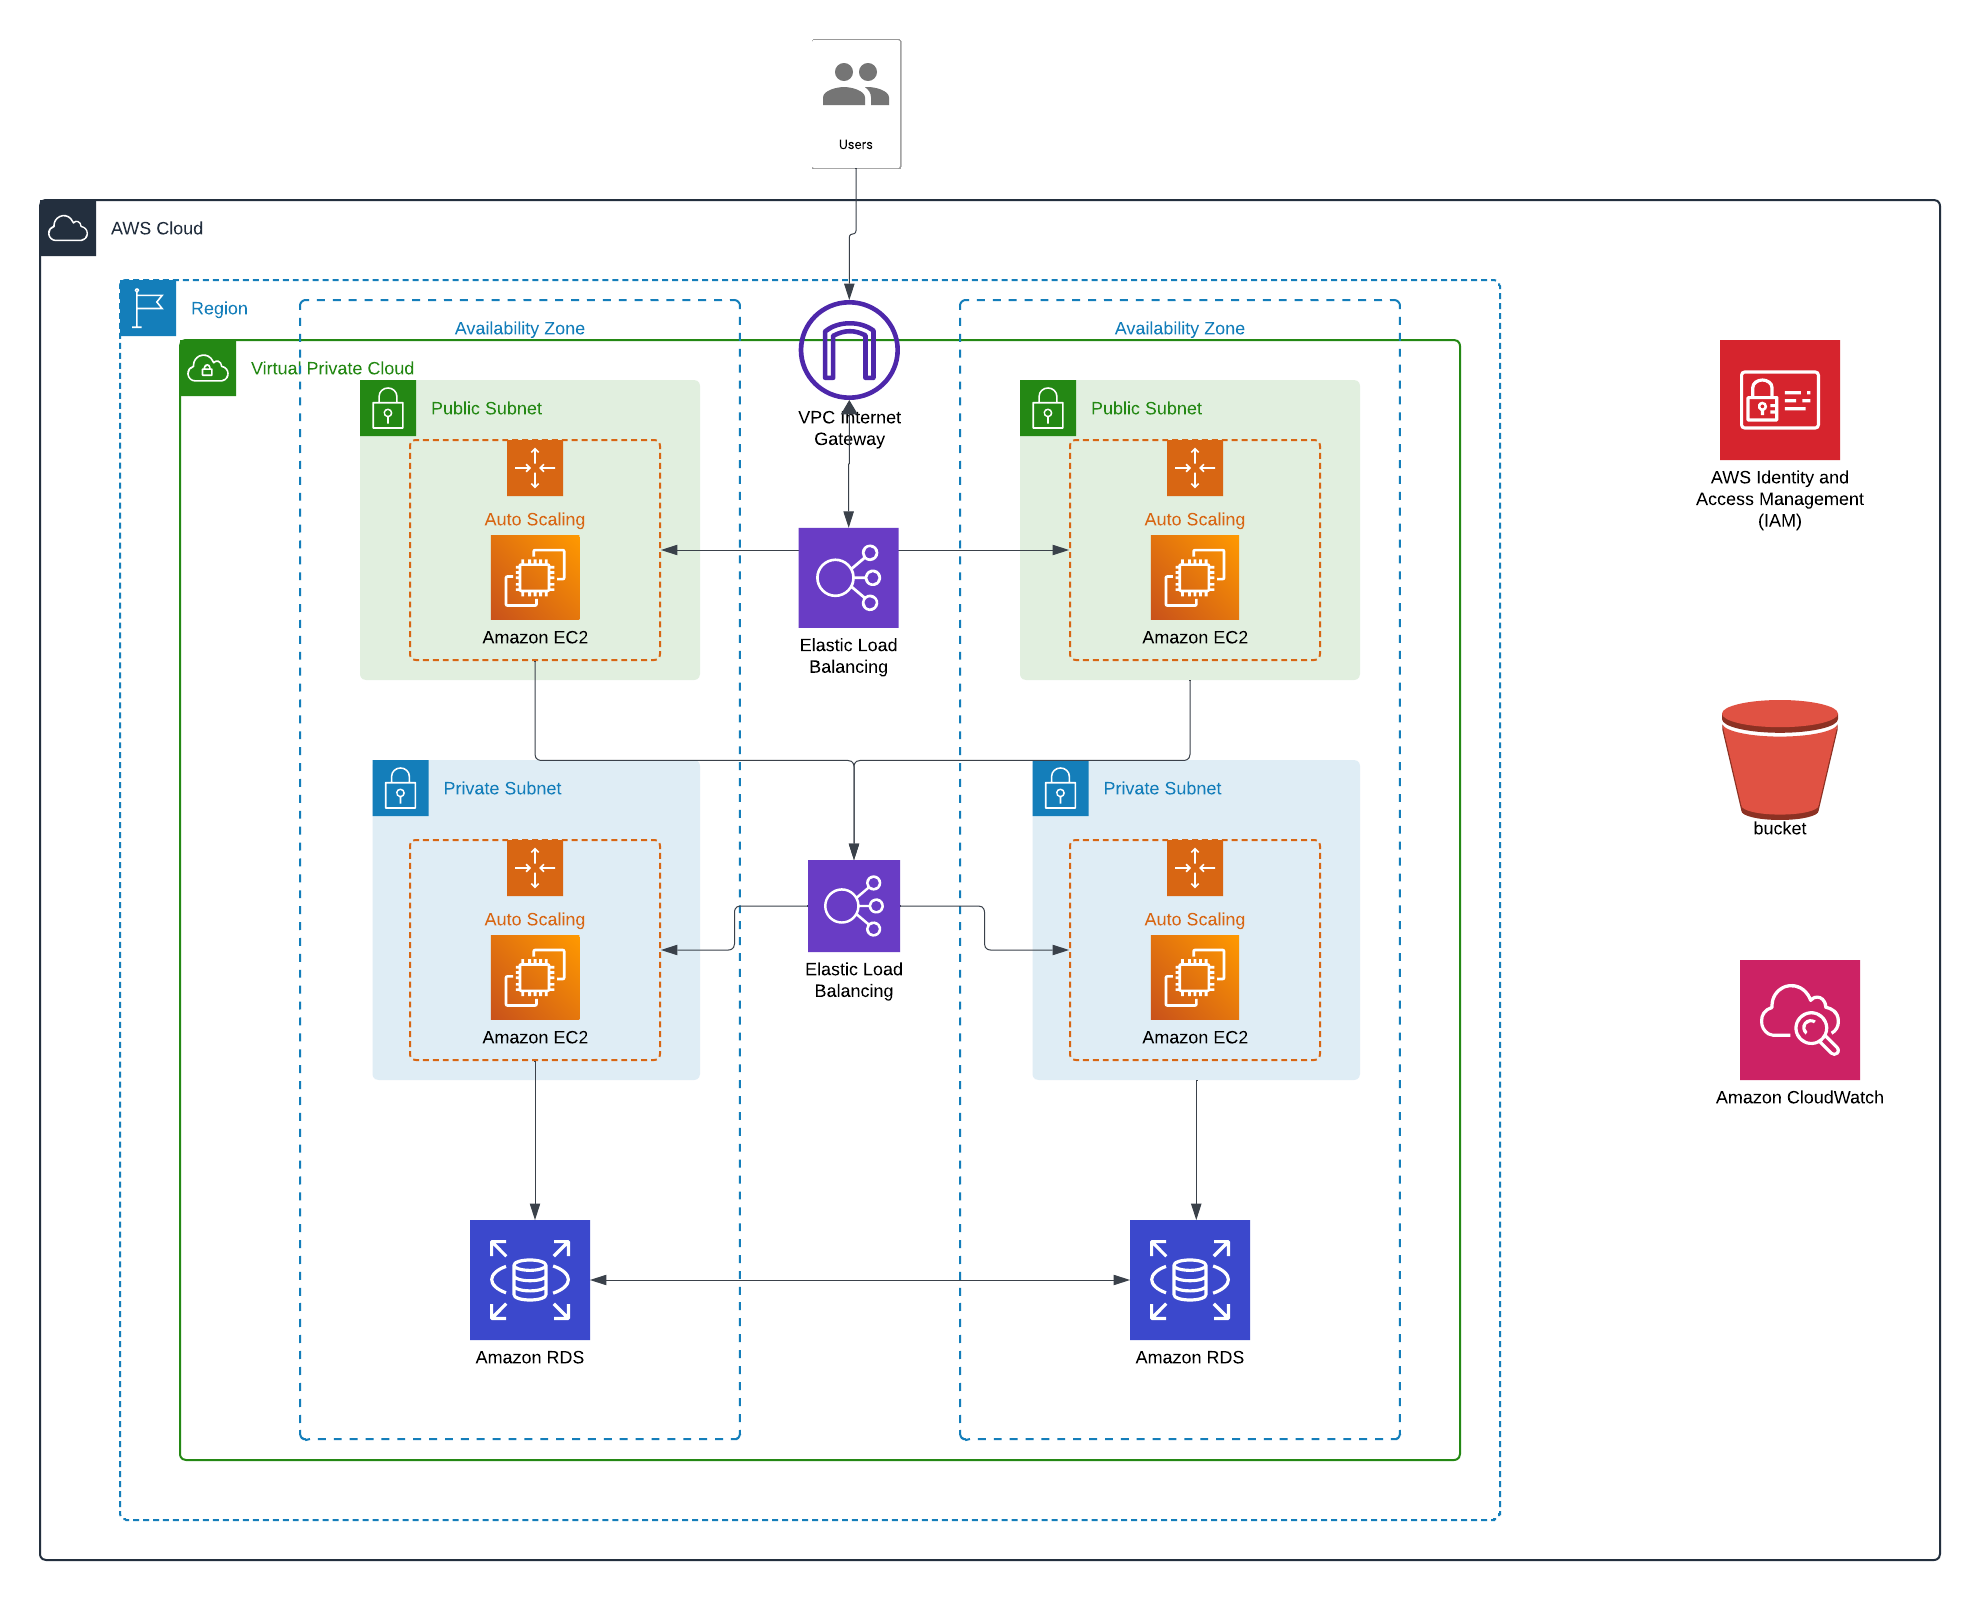 Users
AWS Cloud
Region
Availability Zone
Availability Zone
Virtual Private Cloud
Public Subnet
VPC Internet
Gateway
Public Subnet
Auto Scaling
Amazon EC2
Elastic Load
Balancing
Auto Scaling
Amazon EC2
AWS Identity and
Access Management
(IAM)
Private Subnet
Private Subnet
bucket
Auto Scaling
Amazon EC2
Elastic Load
Balancing
Auto Scaling
Amazon EC2
Amazon CloudWatch
Amazon RDS
Amazon RDS